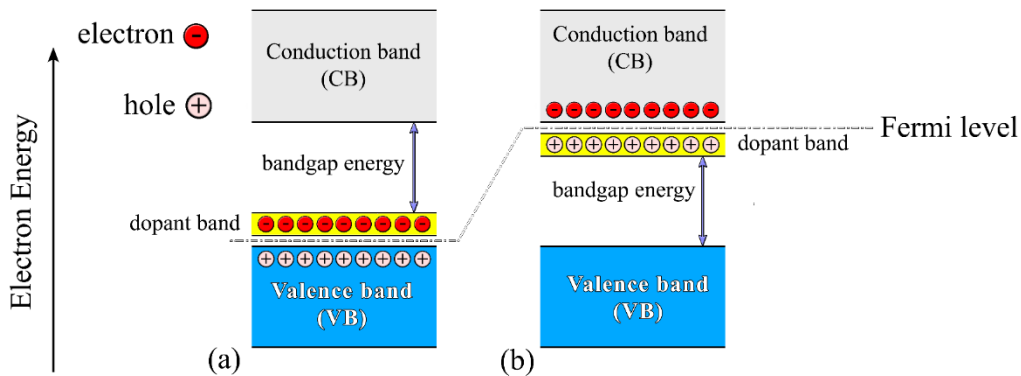 electron
hole
Electron Energy
Conduction band
(CB)
bandgap energy
dopant band
Valence band
(VB)
(a)
Conduction band
(CB)
Fermi level
dopant band
bandgap energy
Valence band
(VB)
(b)